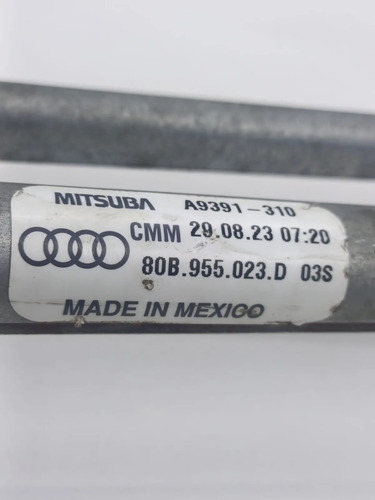 MITSUBA A9391-310
CMM 29.08.23 07:20
80B.955.023.D 03S
MADE IN MEXICO